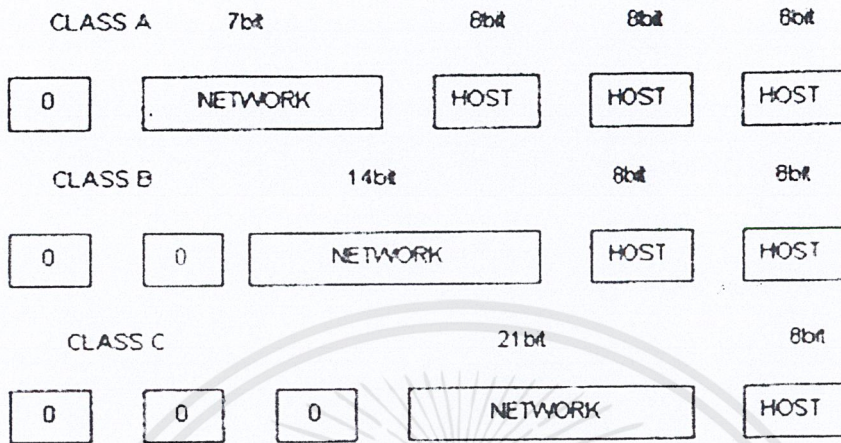 CLASS A 7bit 8bit 8bit 8bit
0 NETWORK HOST HOST HOST
CLASS B 14bit 8bit 8bit
0 0 NETWORK HOST HOST
CLASS C 21bit 8bit
0 0 0 NETWORK HOST